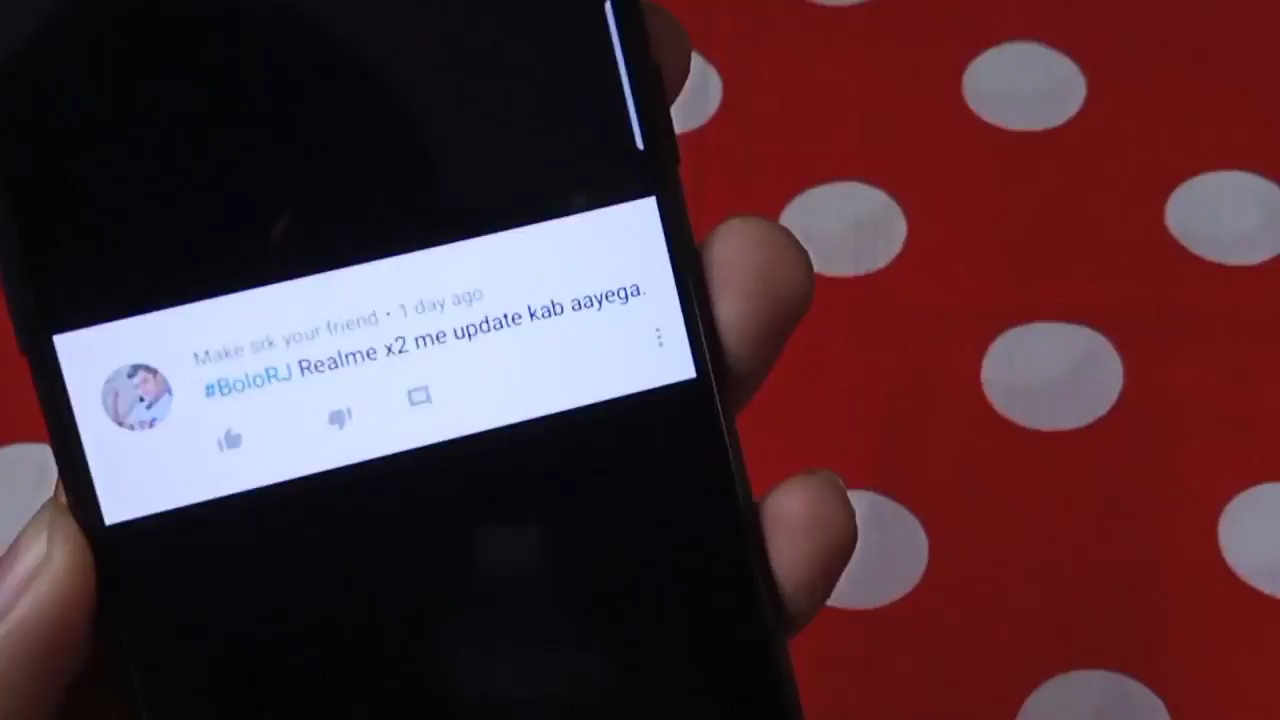 Make srk your friend • 1 day ago
#BoloRJ Realme x2 me update kab aayega.